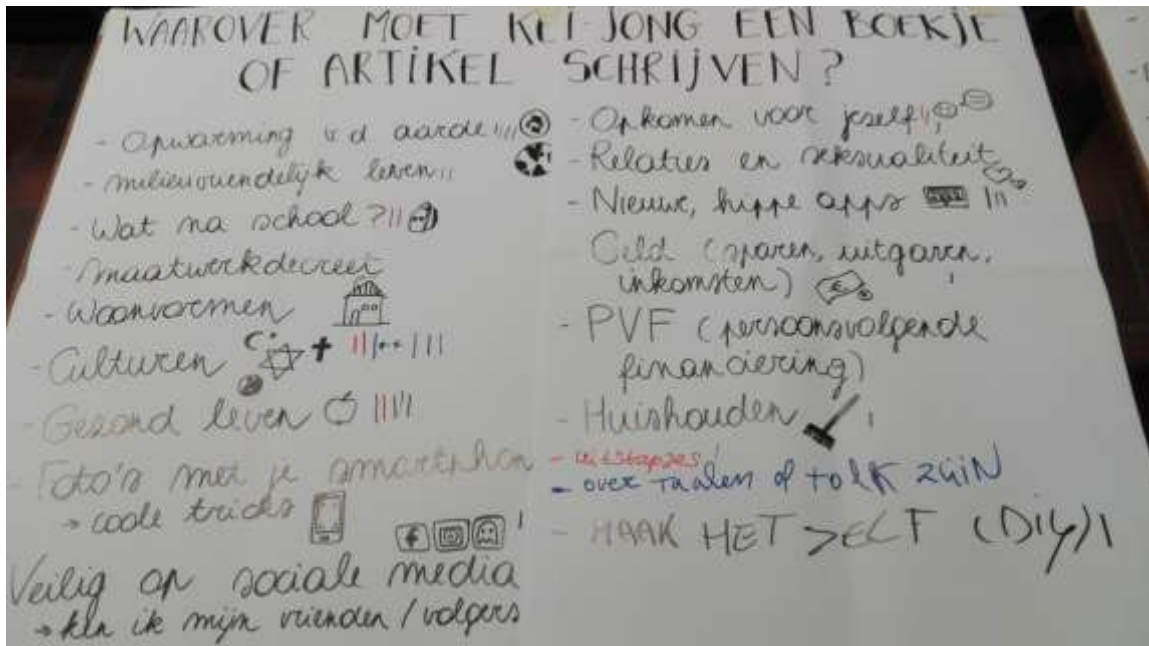 WAAROVER MOET KEI-JONG EEN BOEKJE
OF ARTIKEL SCHRIJVEN?
- Opwarming v d aarde
- milieuvriendelijk leven
- Wat na school?
- maatwerkdecreet
- Woonvormen
- Culturen
- Gezond leven
- Foto's met je smartphon
→ coole tricks
Veilig op sociale media
→ ken ik mijn vrienden / volgers
- Opkomen voor jezelf
- Relaties en seksualiteit
- Nieuwe, hippe apps
Geld (sparen, uitgaven,
inkomsten)
- PVF (persoonsvolgende
financiering)
- Huishouden
- uitstapjes
- over Taalen of tolk zijN
- MAAK HET ZELF (Diy)